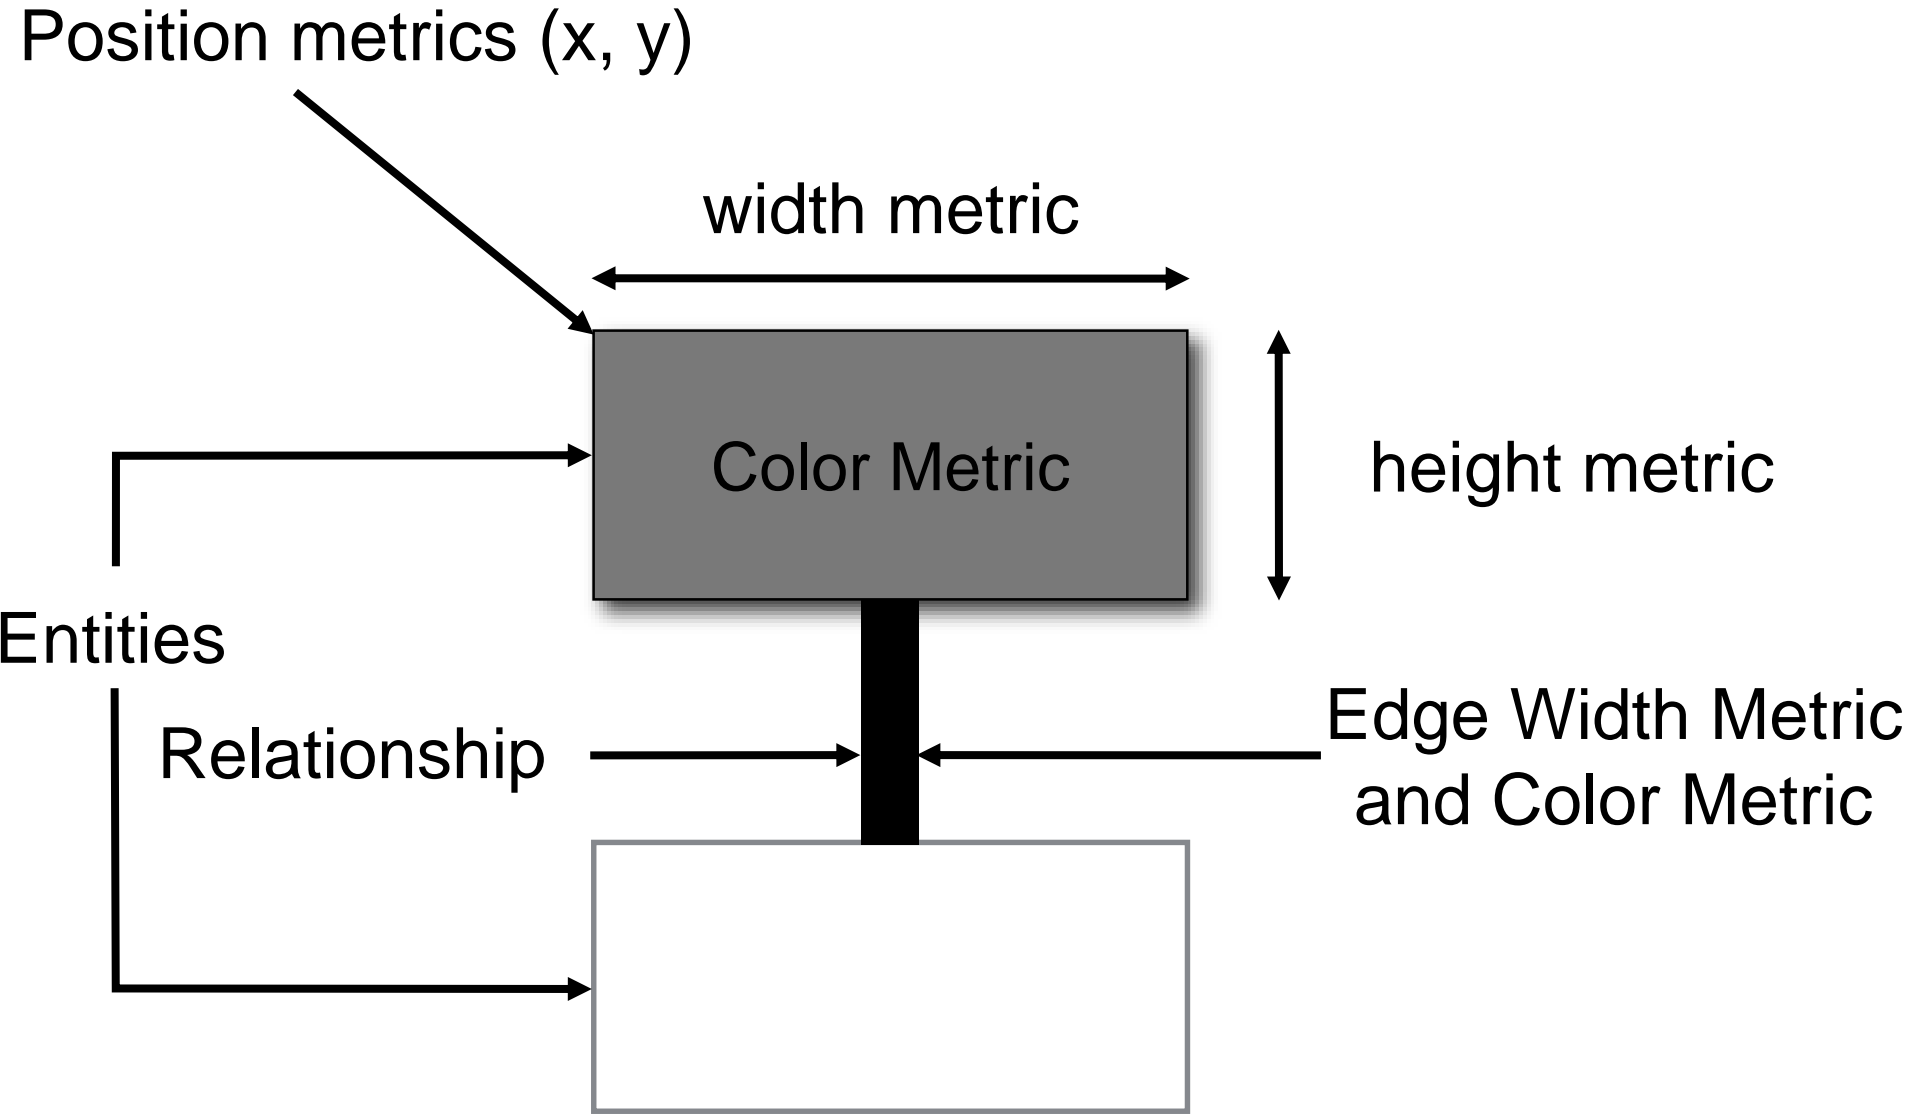 Position metrics (x, y)
width metric
Color Metric
height metric
Entities
Relationship
Edge Width Metric
and Color Metric